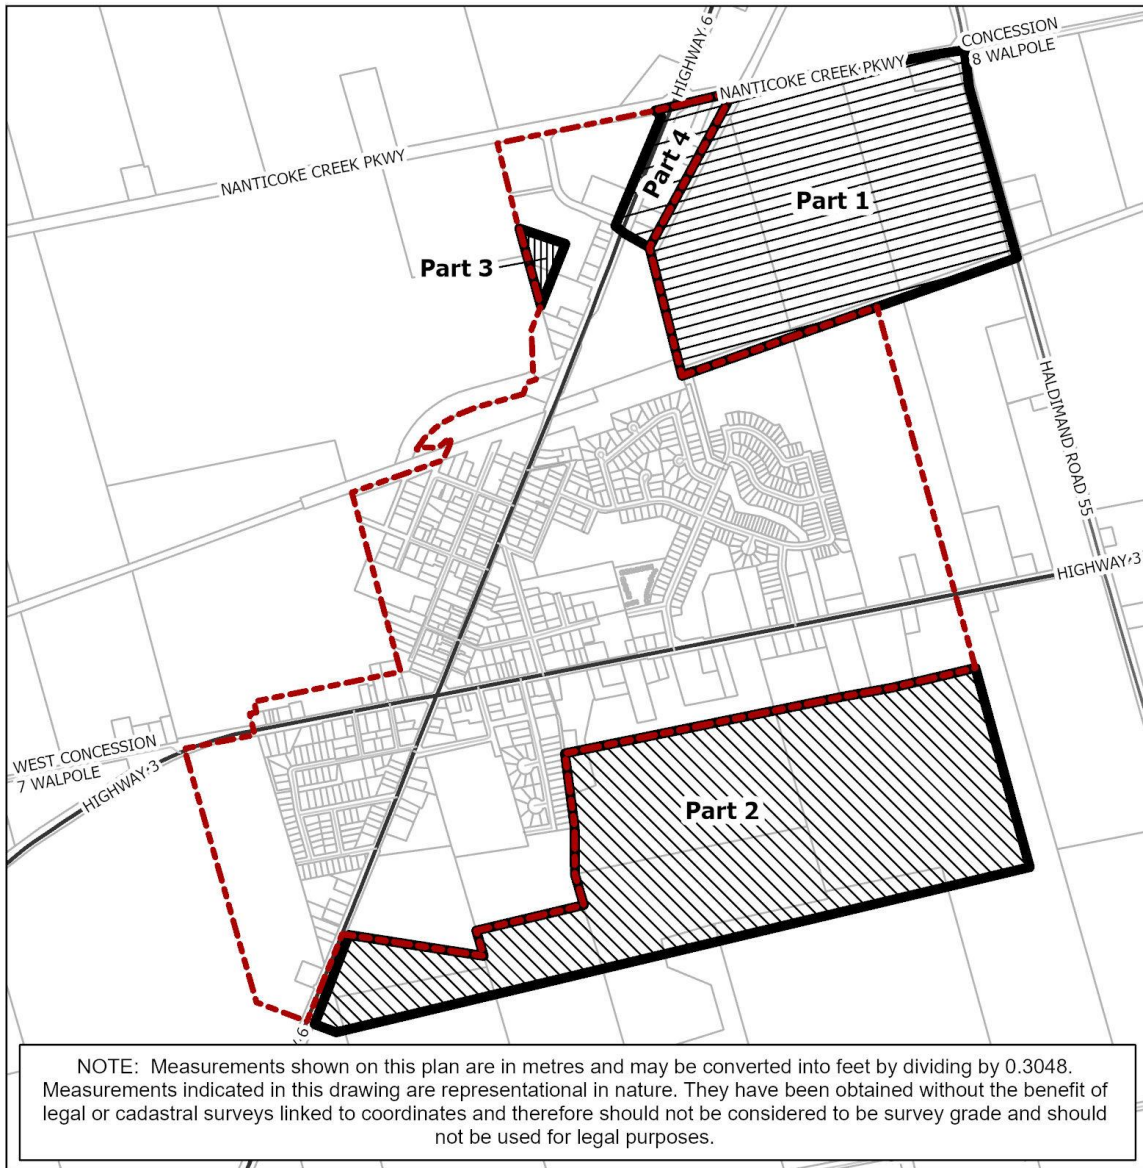 HIGHWAY 6
CONCESSION
8 WALPOLE
NANTICOKE CREEK PKWY
NANTICOKE CREEK PKWY
Part 4
Part 1
Part 3
HALDIMAND ROAD 55
HIGHWAY 3
WEST CONCESSION
7 WALPOLE
HIGHWAY 3
Part 2
NOTE: Measurements shown on this plan are in metres and may be converted into feet by dividing by 0.3048.
Measurements indicated in this drawing are representational in nature. They have been obtained without the benefit of
legal or cadastral surveys linked to coordinates and therefore should not be considered to be survey grade and should
not be used for legal purposes.